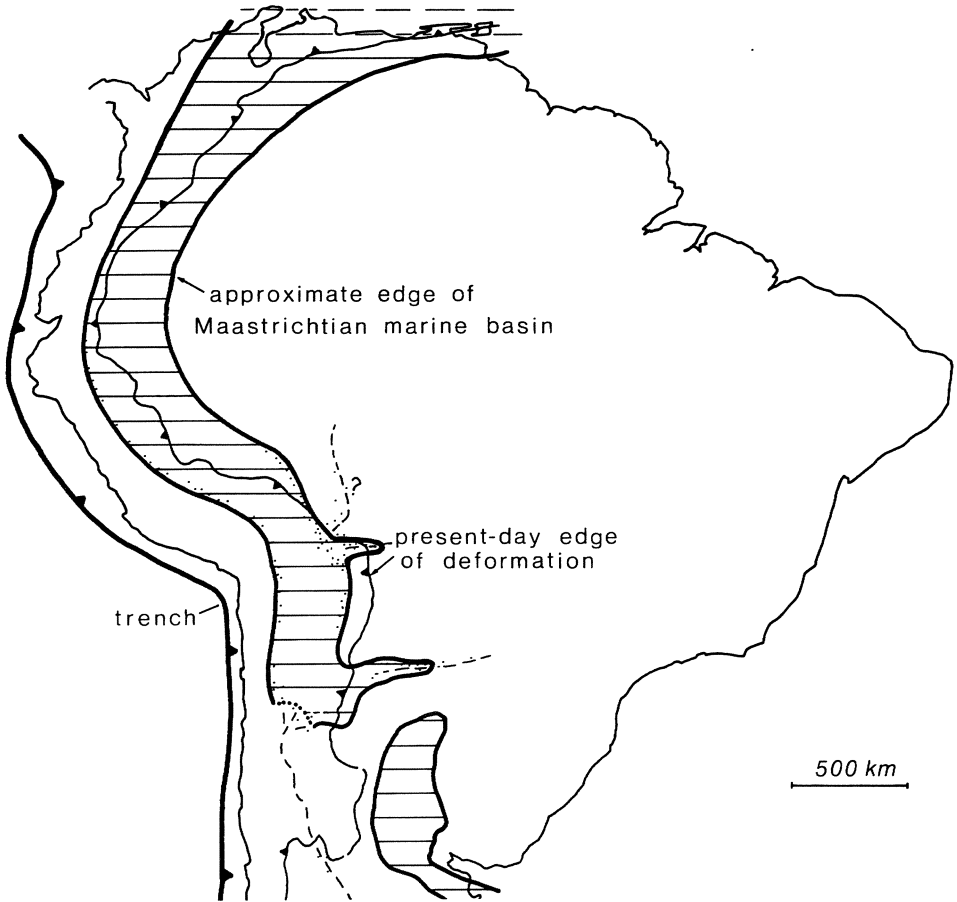 approximate edge of
Maastrichtian marine basin
?
present-day edge
of deformation
trench
500 km